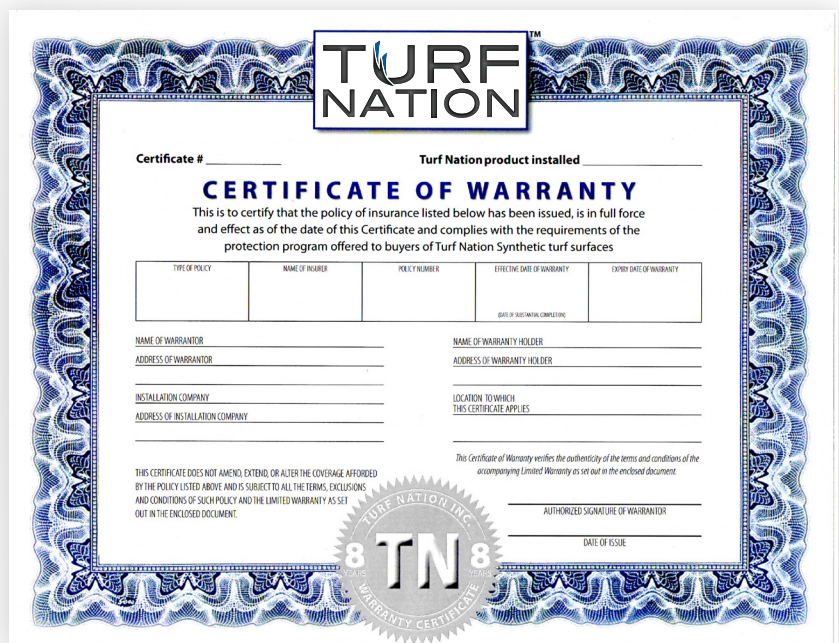 TURF
NATION
TM
Certificate # ____________
Turf Nation product installed ____________________
CERTIFICATE OF WARRANTY
This is to certify that the policy of insurance listed below has been issued, is in full force
and effect as of the date of this Certificate and complies with the requirements of the
protection program offered to buyers of Turf Nation Synthetic turf surfaces
TYPE OF POLICY
NAME OF INSURER
POLICY NUMBER
EFFECTIVE DATE OF WARRANTY
(DATE OF SUBSTANTIAL COMPLETION)
EXPIRY DATE OF WARRANTY
NAME OF WARRANTOR
ADDRESS OF WARRANTOR
INSTALLATION COMPANY
ADDRESS OF INSTALLATION COMPANY
NAME OF WARRANTY HOLDER
ADDRESS OF WARRANTY HOLDER
LOCATION TO WHICH
THIS CERTIFICATE APPLIES
THIS CERTIFICATE DOES NOT AMEND, EXTEND, OR ALTER THE COVERAGE AFFORDED
BY THE POLICY LISTED ABOVE AND IS SUBJECT TO ALL THE TERMS, EXCLUSIONS
AND CONDITIONS OF SUCH POLICY AND THE LIMITED WARRANTY AS SET
OUT IN THE ENCLOSED DOCUMENT.
This Certificate of Warranty verifies the authenticity of the terms and conditions of the
accompanying Limited Warranty as set out in the enclosed document.
AUTHORIZED SIGNATURE OF WARRANTOR
DATE OF ISSUE
TURF NATION INC.
8 YEARS
TN
8 YEARS
WARRANTY CERTIFICATE